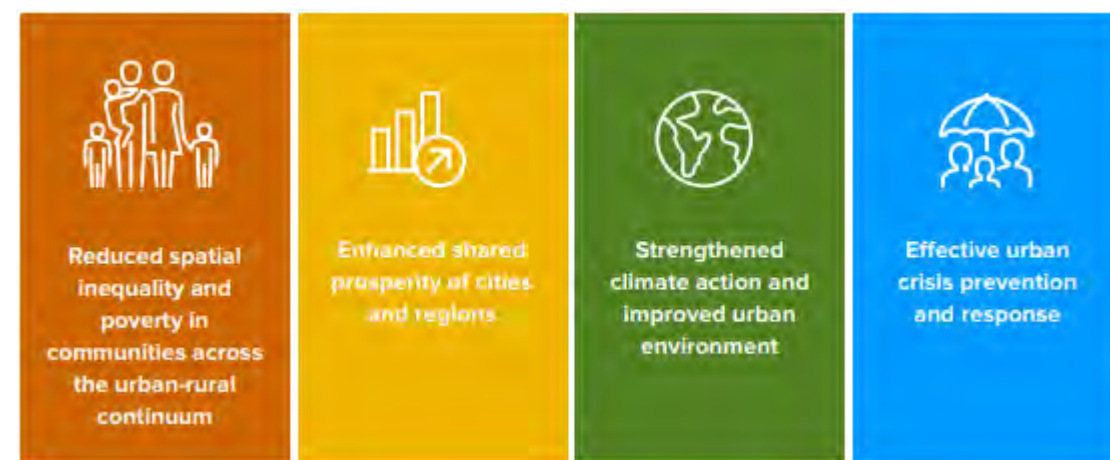 Reduced spatial
inequality and
poverty in
communities across
the urban-rural
continuum
Enhanced shared
prosperity of cities
and regions
Strengthened
climate action and
improved urban
environment
Effective urban
crisis prevention
and response